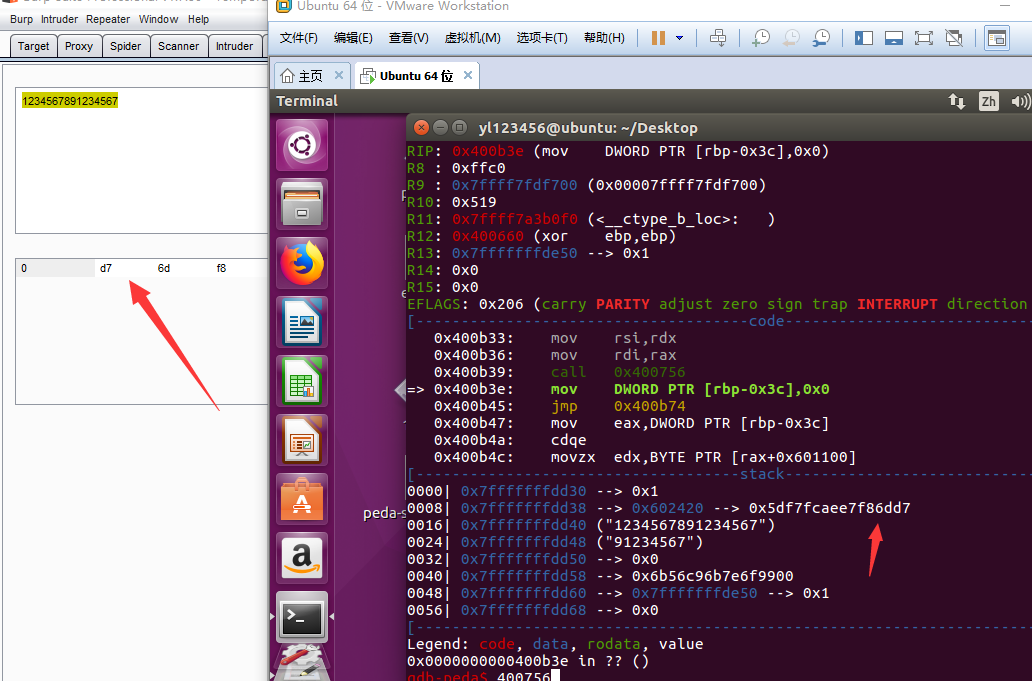 Ubuntu 64 位 - VMware Workstation
Burp Intruder Repeater Window Help
Target Proxy Spider Scanner Intruder
1234567891234567
0 d7 6d f8
文件(F) 编辑(E) 查看(V) 虚拟机(M) 选项卡(T) 帮助(H)
主页 × Ubuntu 64 位 ×
Terminal
Zh
yl123456@ubuntu: ~/Desktop
RIP: 0x400b3e (mov    DWORD PTR [rbp-0x3c],0x0)
R8 : 0xffc0
R9 : 0x7ffff7fdf700 (0x00007ffff7fdf700)
R10: 0x519
R11: 0x7ffff7a3b0f0 (<__ctype_b_loc>:   )
R12: 0x400660 (xor    ebp,ebp)
R13: 0x7fffffffde50 --> 0x1
R14: 0x0
R15: 0x0
EFLAGS: 0x206 (carry PARITY adjust zero sign trap INTERRUPT direction
[-------------------------------------code-------------------------------
   0x400b33:    mov    rsi,rdx
   0x400b36:    mov    rdi,rax
   0x400b39:    call   0x400756
=> 0x400b3e:    mov    DWORD PTR [rbp-0x3c],0x0
   0x400b45:    jmp    0x400b74
   0x400b47:    mov    eax,DWORD PTR [rbp-0x3c]
   0x400b4a:    cdqe
   0x400b4c:    movzx  edx,BYTE PTR [rax+0x601100]
[------------------------------------stack-------------------------------
0000| 0x7fffffffdd30 --> 0x1
0008| 0x7fffffffdd38 --> 0x602420 --> 0x5df7fcaee7f86dd7
0016| 0x7fffffffdd40 ("1234567891234567")
0024| 0x7fffffffdd48 ("91234567")
0032| 0x7fffffffdd50 --> 0x0
0040| 0x7fffffffdd58 --> 0x6b56c96b7e6f9900
0048| 0x7fffffffdd60 --> 0x7fffffffde50 --> 0x1
0056| 0x7fffffffdd68 --> 0x0
[------------------------------------------------------------------------
Legend: code, data, rodata, value
0x0000000000400b3e in ?? ()
gdb-peda$ 400756
peda-s